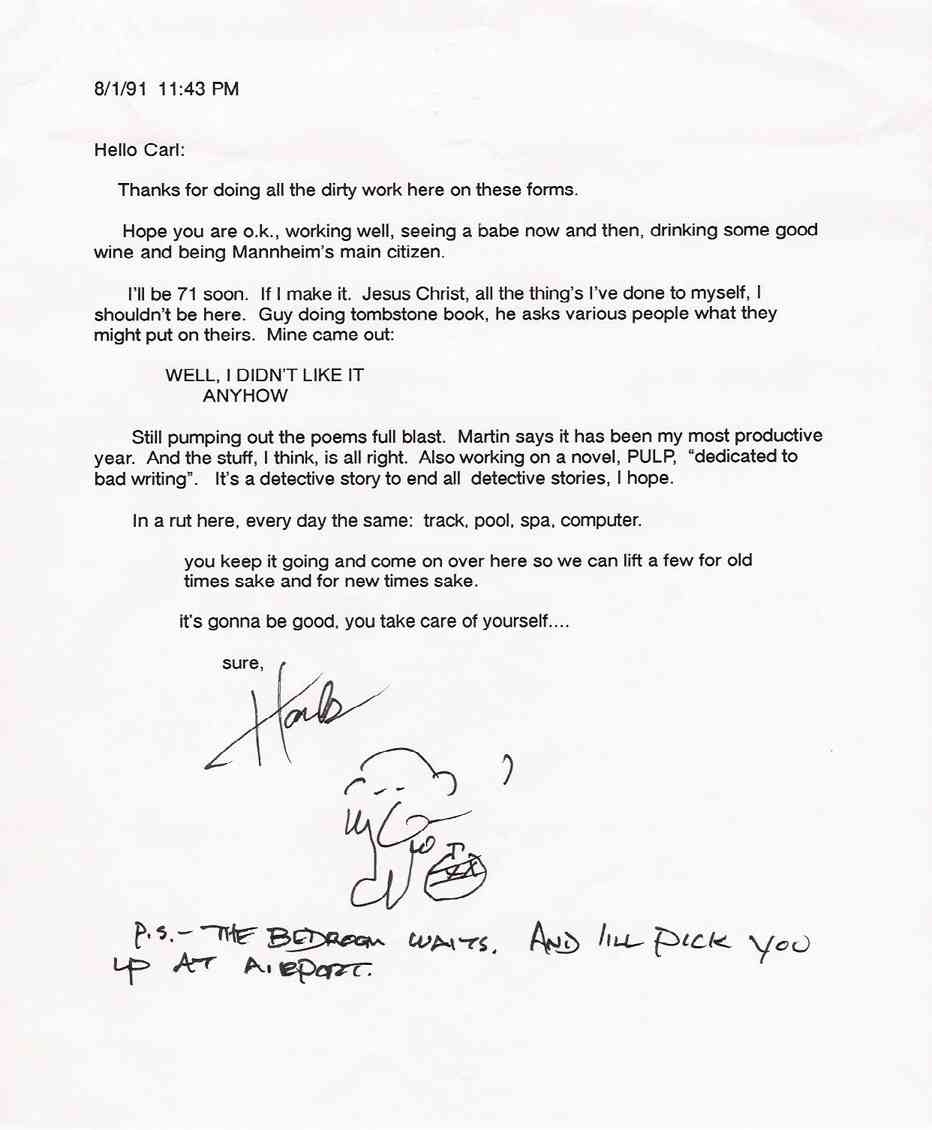 8/1/91 11:43 PM
Hello Carl:
Thanks for doing all the dirty work here on these forms.
Hope you are o.k., working well, seeing a babe now and then, drinking some good
wine and being Mannheim's main citizen.
I'll be 71 soon. If I make it. Jesus Christ, all the thing's I've done to myself, I
shouldn't be here. Guy doing tombstone book, he asks various people what they
might put on theirs. Mine came out:
WELL, I DIDN'T LIKE IT
ANYHOW
Still pumping out the poems full blast. Martin says it has been my most productive
year. And the stuff, I think, is all right. Also working on a novel, PULP, "dedicated to
bad writing". It's a detective story to end all detective stories, I hope.
In a rut here, every day the same: track, pool, spa, computer.
you keep it going and come on over here so we can lift a few for old
times sake and for new times sake.
it's gonna be good, you take care of yourself....
sure,
Hank
P.S.- THE BEDROOM WAITS. AND I'LL PICK YOU
UP AT AIRPORT.